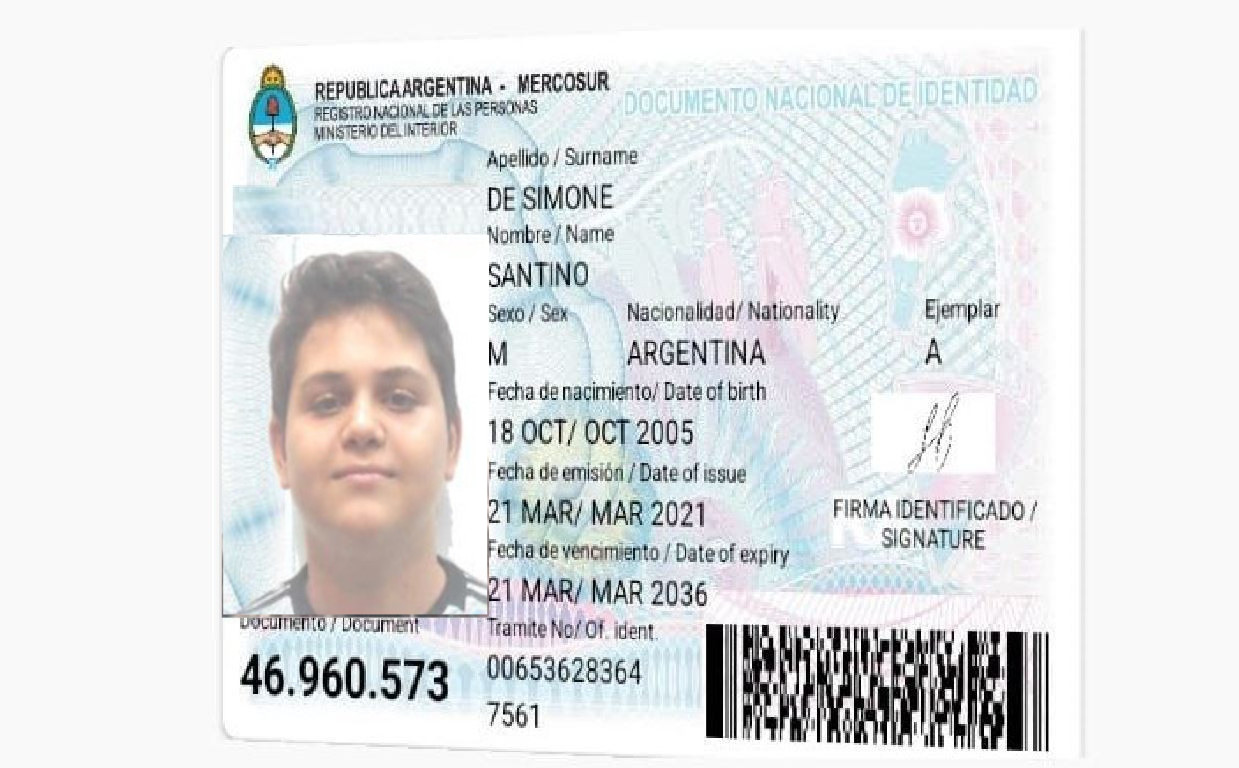 REPUBLICA ARGENTINA - MERCOSUR
REGISTRO NACIONAL DE LAS PERSONAS
MINISTERIO DEL INTERIOR
DOCUMENTO NACIONAL DE IDENTIDAD
Apellido / Surname
DE SIMONE
Nombre / Name
SANTINO
Sexo / Sex Nacionalidad/ Nationality Ejemplar
M ARGENTINA A
Fecha de nacimiento/ Date of birth
18 OCT/ OCT 2005
Fecha de emisión / Date of issue
21 MAR/ MAR 2021
FIRMA IDENTIFICADO /
SIGNATURE
Fecha de vencimiento / Date of expiry
21 MAR/ MAR 2036
Documento / Document
46.960.573
Tramite No/ Of. ident.
00653628364
7561